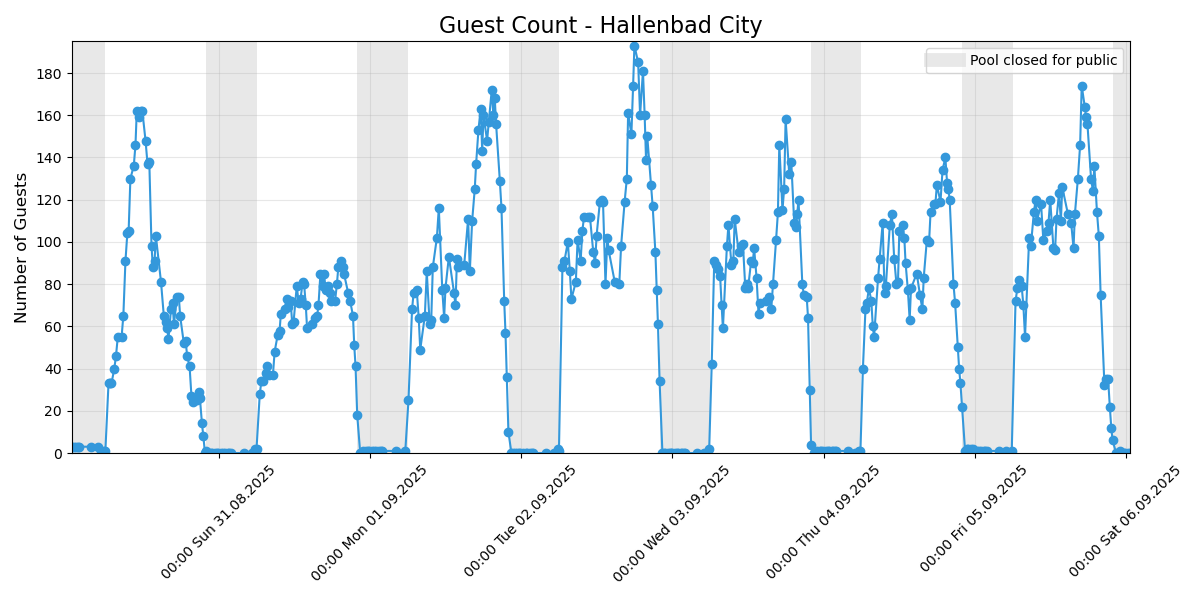 Guest Count - Hallenbad City
Pool closed for public
Number of Guests
180
160
140
120
100
80
60
40
20
0
00:00 Sun 31.08.2025
00:00 Mon 01.09.2025
00:00 Tue 02.09.2025
00:00 Wed 03.09.2025
00:00 Thu 04.09.2025
00:00 Fri 05.09.2025
00:00 Sat 06.09.2025